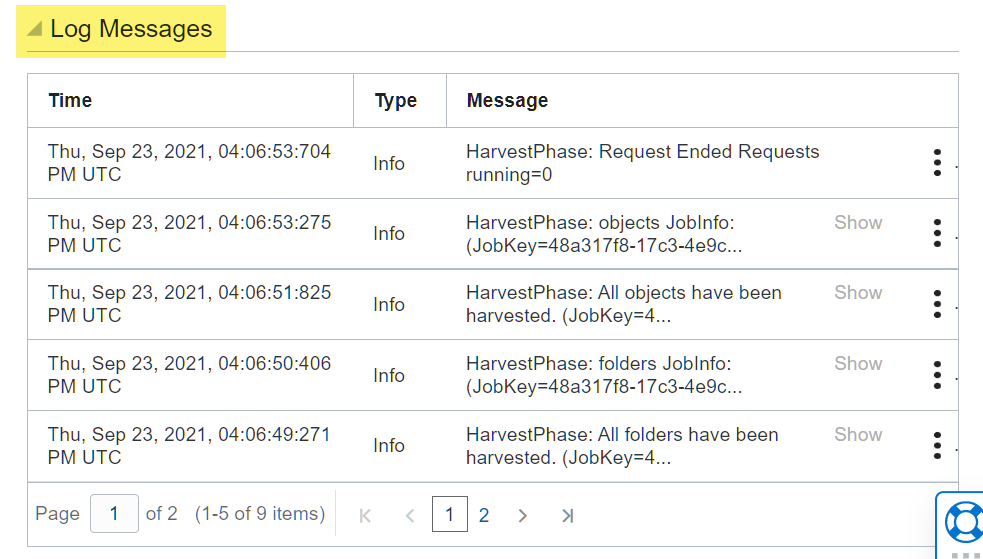 Log Messages
Time Type Message
Thu, Sep 23, 2021, 04:06:53:704
PM UTC
Info
HarvestPhase: Request Ended Requests
running=0
Thu, Sep 23, 2021, 04:06:53:275
PM UTC
Info
HarvestPhase: objects JobInfo:
(JobKey=48a317f8-17c3-4e9c...
Show
Thu, Sep 23, 2021, 04:06:51:825
PM UTC
Info
HarvestPhase: All objects have been
harvested. (JobKey=4...
Show
Thu, Sep 23, 2021, 04:06:50:406
PM UTC
Info
HarvestPhase: folders JobInfo:
(JobKey=48a317f8-17c3-4e9c...
Show
Thu, Sep 23, 2021, 04:06:49:271
PM UTC
Info
HarvestPhase: All folders have been
harvested. (JobKey=4...
Show
Page 1 of 2 (1-5 of 9 items) 1 2